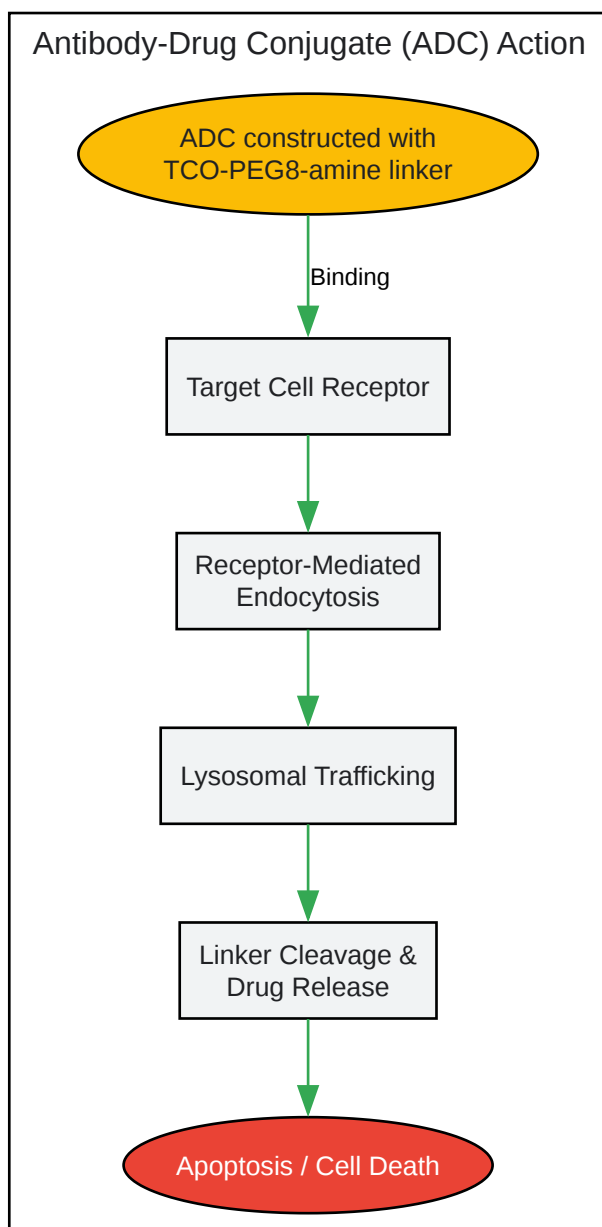 Antibody-Drug Conjugate (ADC) Action
ADC constructed with
TCO-PEG8-amine linker
Binding
Target Cell Receptor
Receptor-Mediated
Endocytosis
Lysosomal Trafficking
Linker Cleavage &
Drug Release
Apoptosis / Cell Death